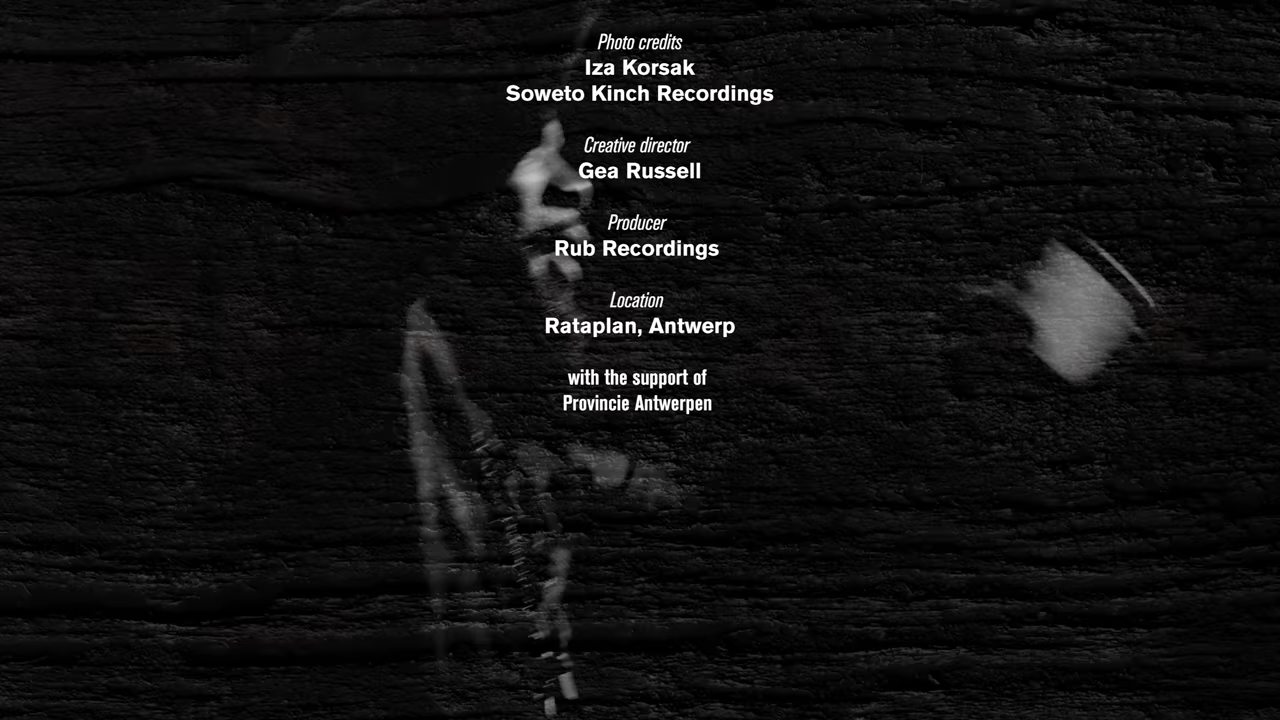 Photo credits
Iza Korsak
Soweto Kinch Recordings
Creative director
Gea Russell
Producer
Rub Recordings
Location
Rataplan, Antwerp
with the support of
Provincie Antwerpen